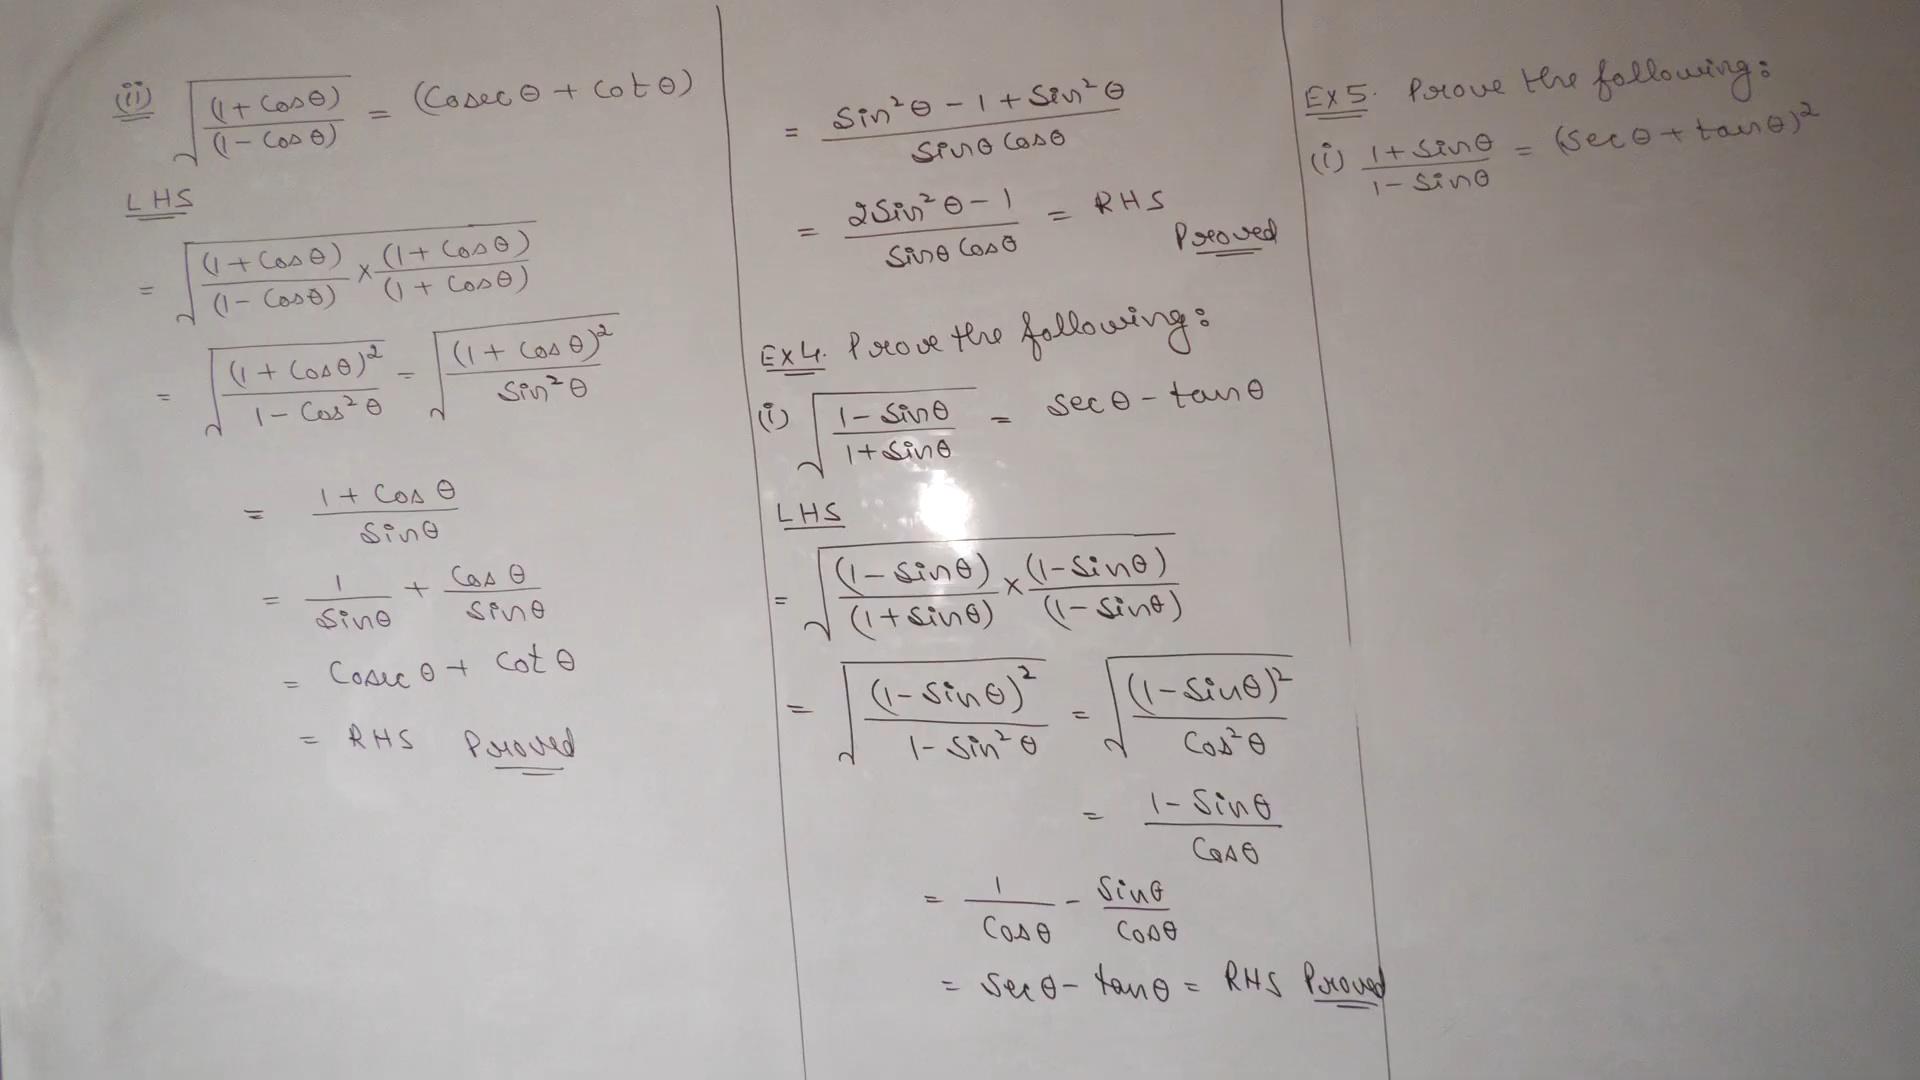 (ii) √((1+Cosθ)/(1-Cosθ)) = (Cosecθ + Cotθ)
LHS
= √((1+Cosθ)/(1-Cosθ) × (1+Cosθ)/(1+Cosθ))
= √((1+Cosθ)²/(1-Cos²θ)) = √((1+Cosθ)²/Sin²θ)
= (1+Cosθ)/Sinθ
= 1/Sinθ + Cosθ/Sinθ
= Cosecθ + Cotθ
= RHS Proved
= (Sin²θ - 1 + Sin²θ)/(Sinθ Cosθ)
= (2Sin²θ - 1)/(Sinθ Cosθ) = RHS
Proved
EX4. Prove the following:
(i) √((1-Sinθ)/(1+Sinθ)) = Secθ - tanθ
LHS
= √((1-Sinθ)/(1+Sinθ) × (1-Sinθ)/(1-Sinθ))
= √((1-Sinθ)²/(1-Sin²θ)) = √((1-Sinθ)²/Cos²θ)
= (1-Sinθ)/Cosθ
= 1/Cosθ - Sinθ/Cosθ
= Secθ - tanθ = RHS Proved
EX5. Prove the following:
(i) (1+Sinθ)/(1-Sinθ) = (Secθ + tanθ)²